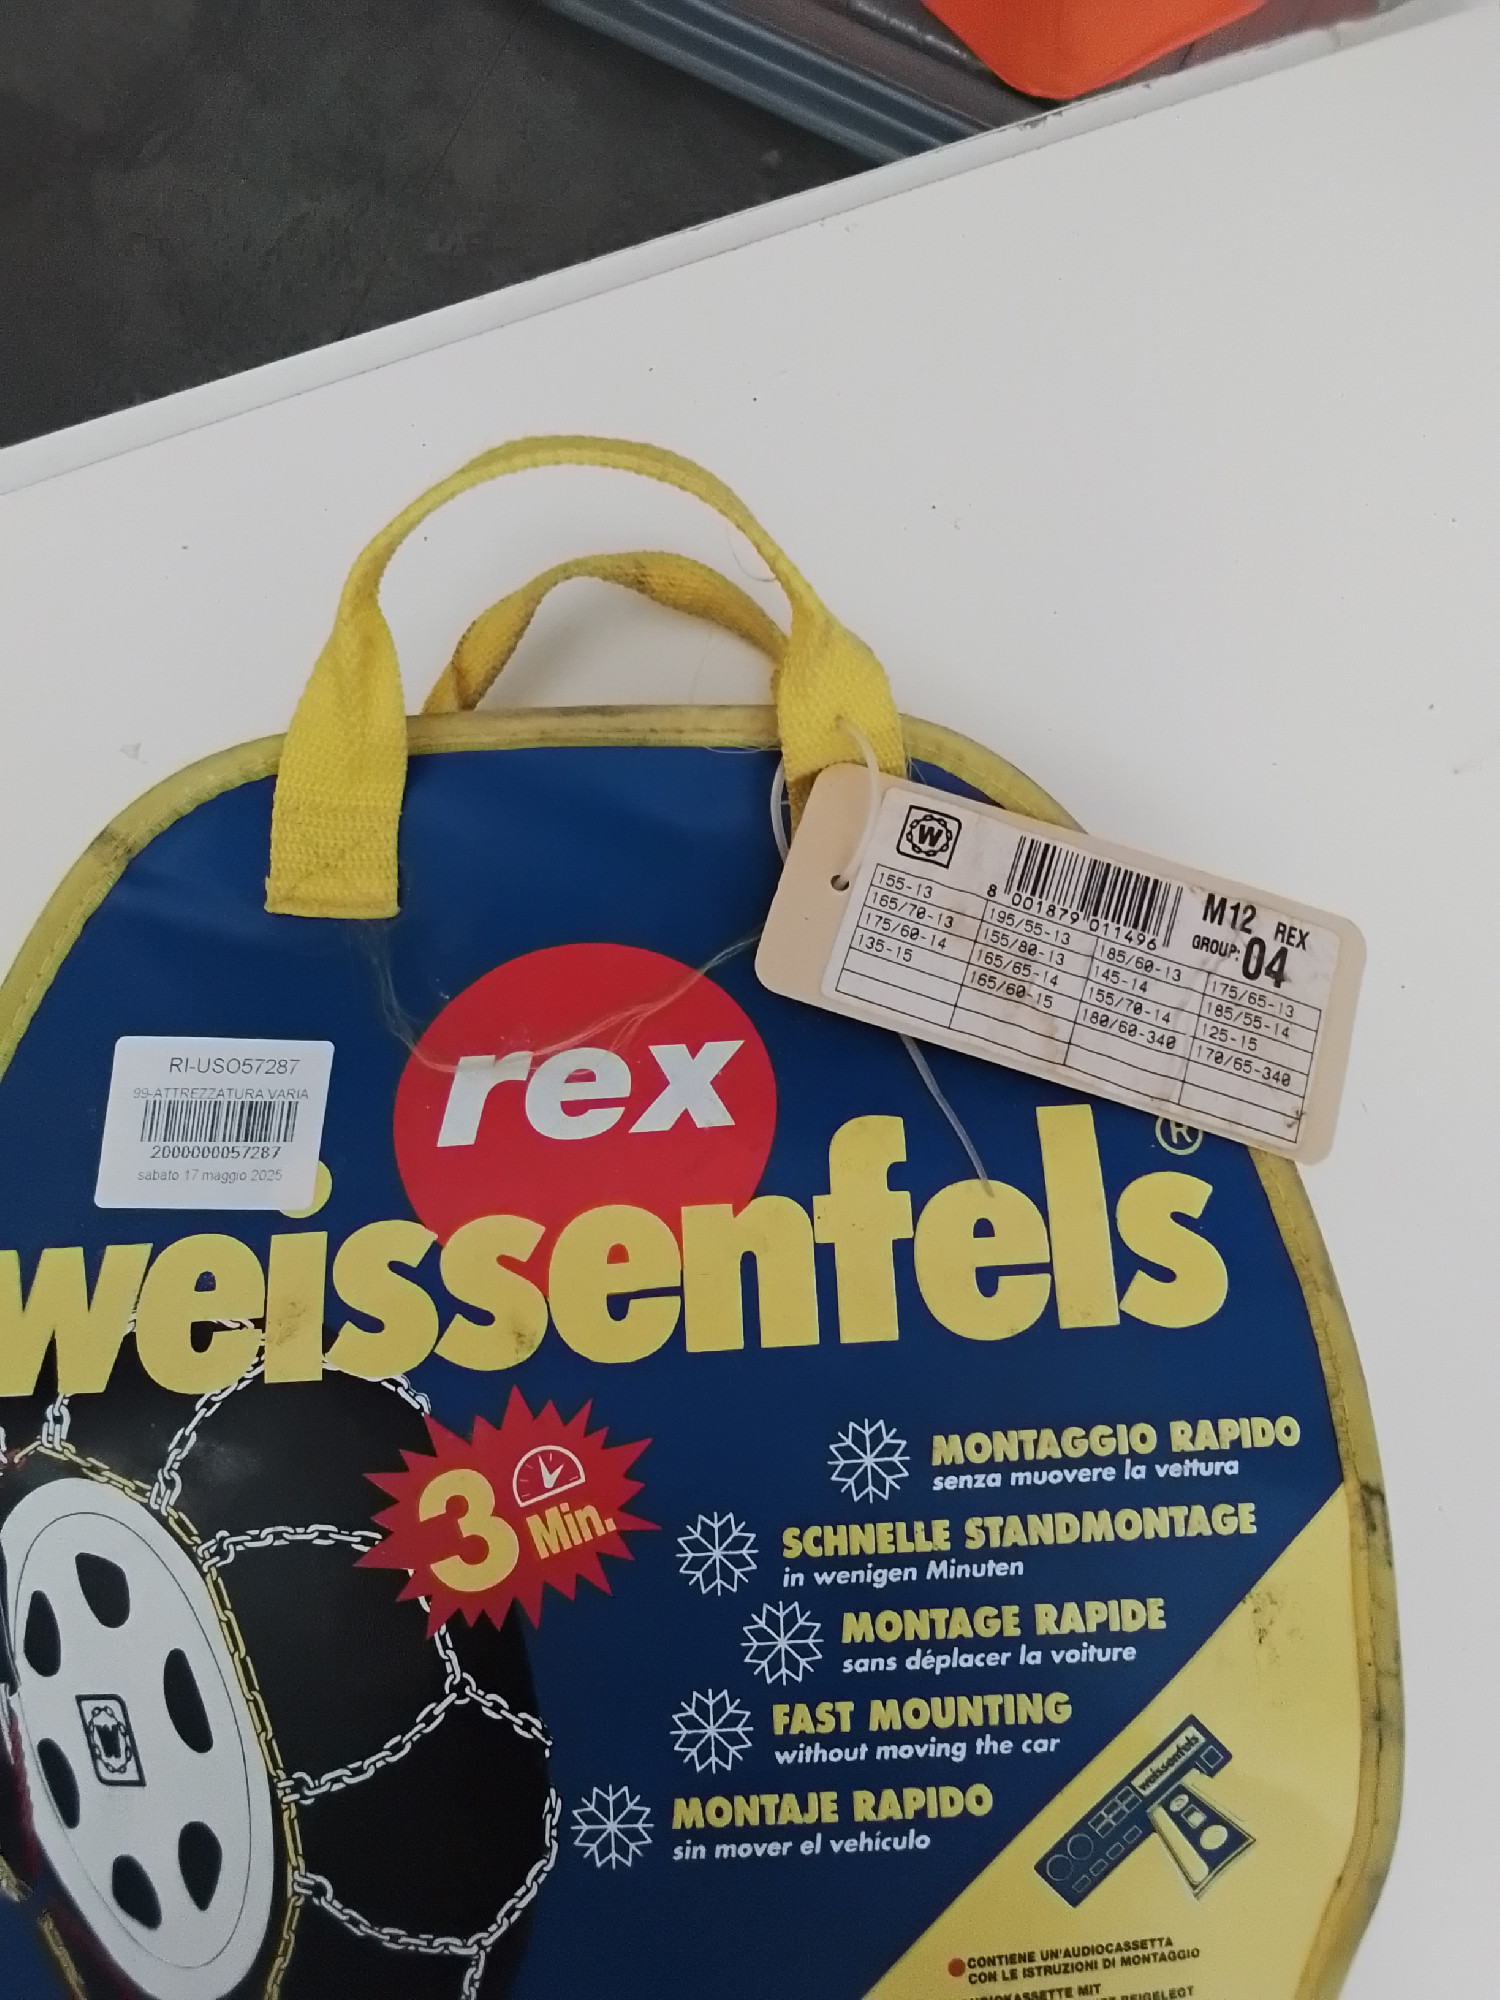 W
8 001879 011496
M12 REX
GROUP: 04
155-13
165/70-13 195/55-13 185/60-13 175/65-13
175/60-14 155/80-13 145-14 185/55-14
135-15 165/65-14 155/70-14 125-15
165/60-15 180/60-340 170/65-340
RI-USO57287
99-ATTREZZATURA VARIA
2000000057287
sabato 17 maggio 2025
rex
weissenfels®
3 Min.
MONTAGGIO RAPIDO
senza muovere la vettura
SCHNELLE STANDMONTAGE
in wenigen Minuten
MONTAGE RAPIDE
sans déplacer la voiture
FAST MOUNTING
without moving the car
MONTAJE RAPIDO
sin mover el vehículo
W
weissenfels
CONTIENE UN'AUDIOCASSETTA
CON LE ISTRUZIONI DI MONTAGGIO
MIT